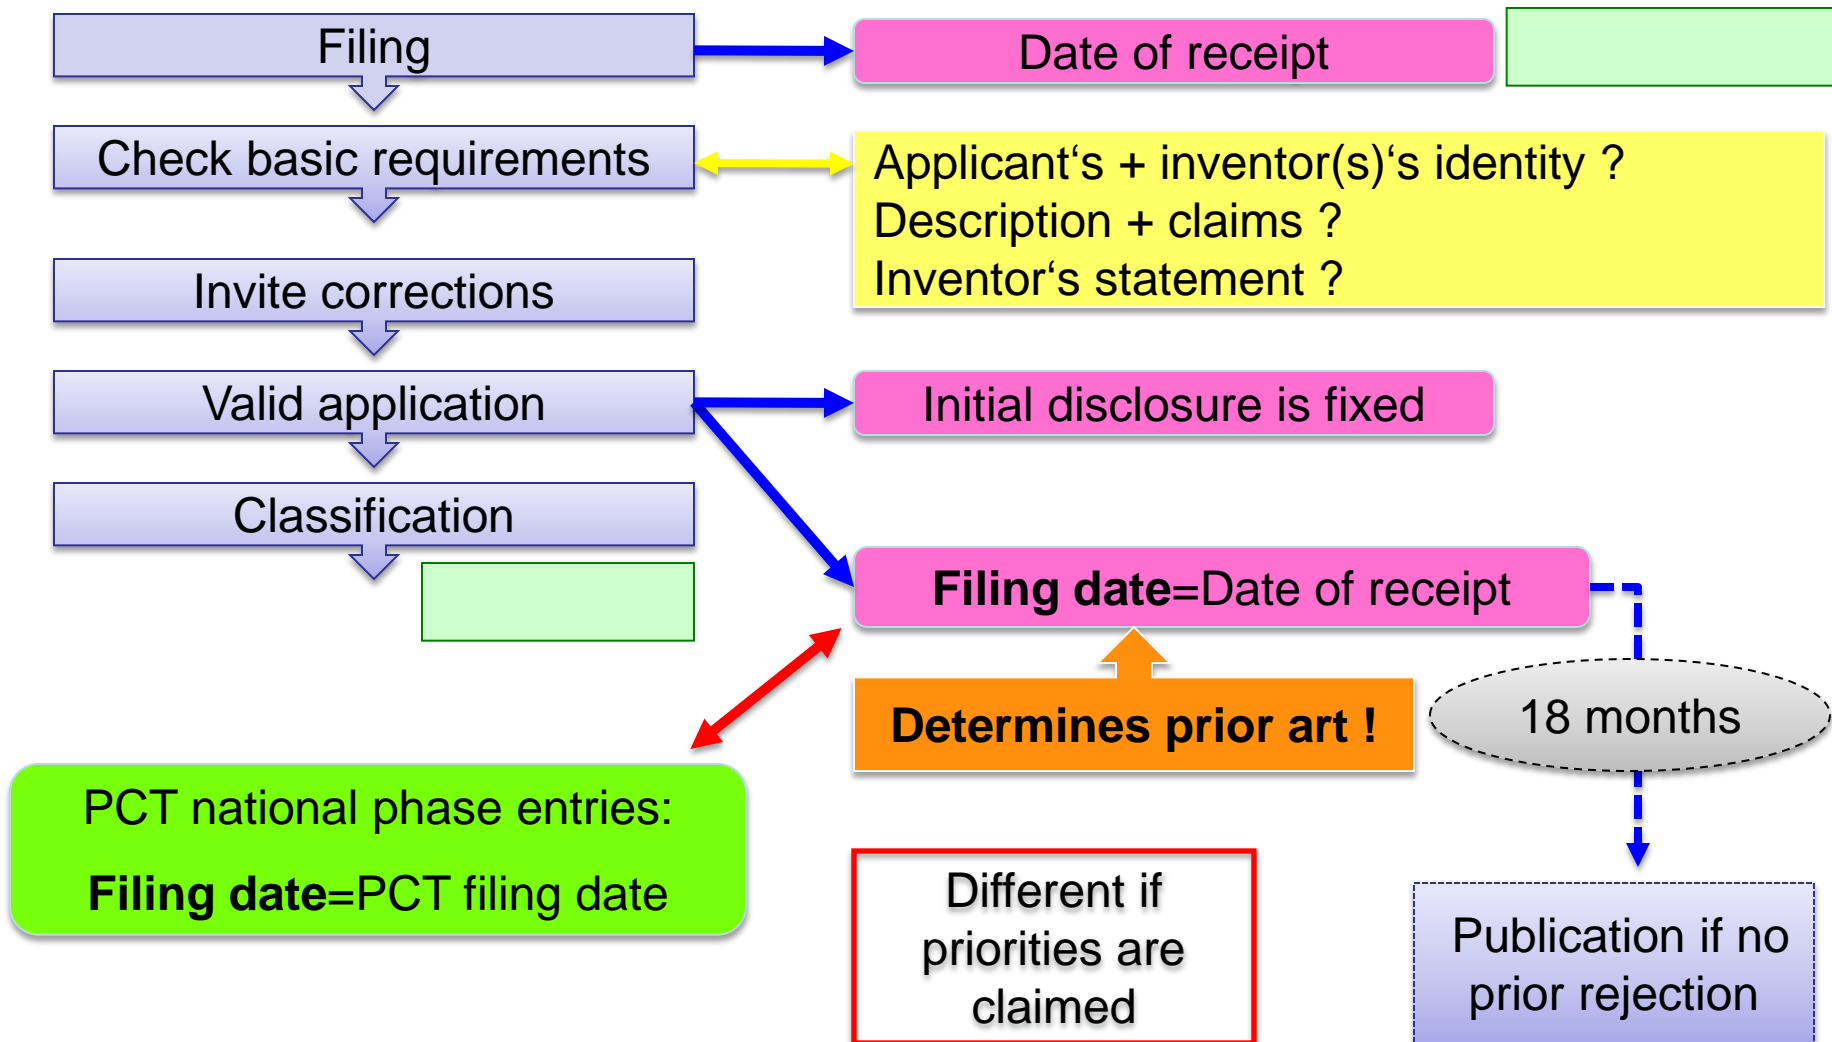 Filing
Date of receipt
Check basic requirements
Applicant‘s + inventor(s)‘s identity ?
Description + claims ?
Inventor‘s statement ?
Invite corrections
Valid application
Initial disclosure is fixed
Classification
Filing date=Date of receipt
Determines prior art !
18 months
PCT national phase entries:
Filing date=PCT filing date
Different if
priorities are
claimed
Publication if no
prior rejection